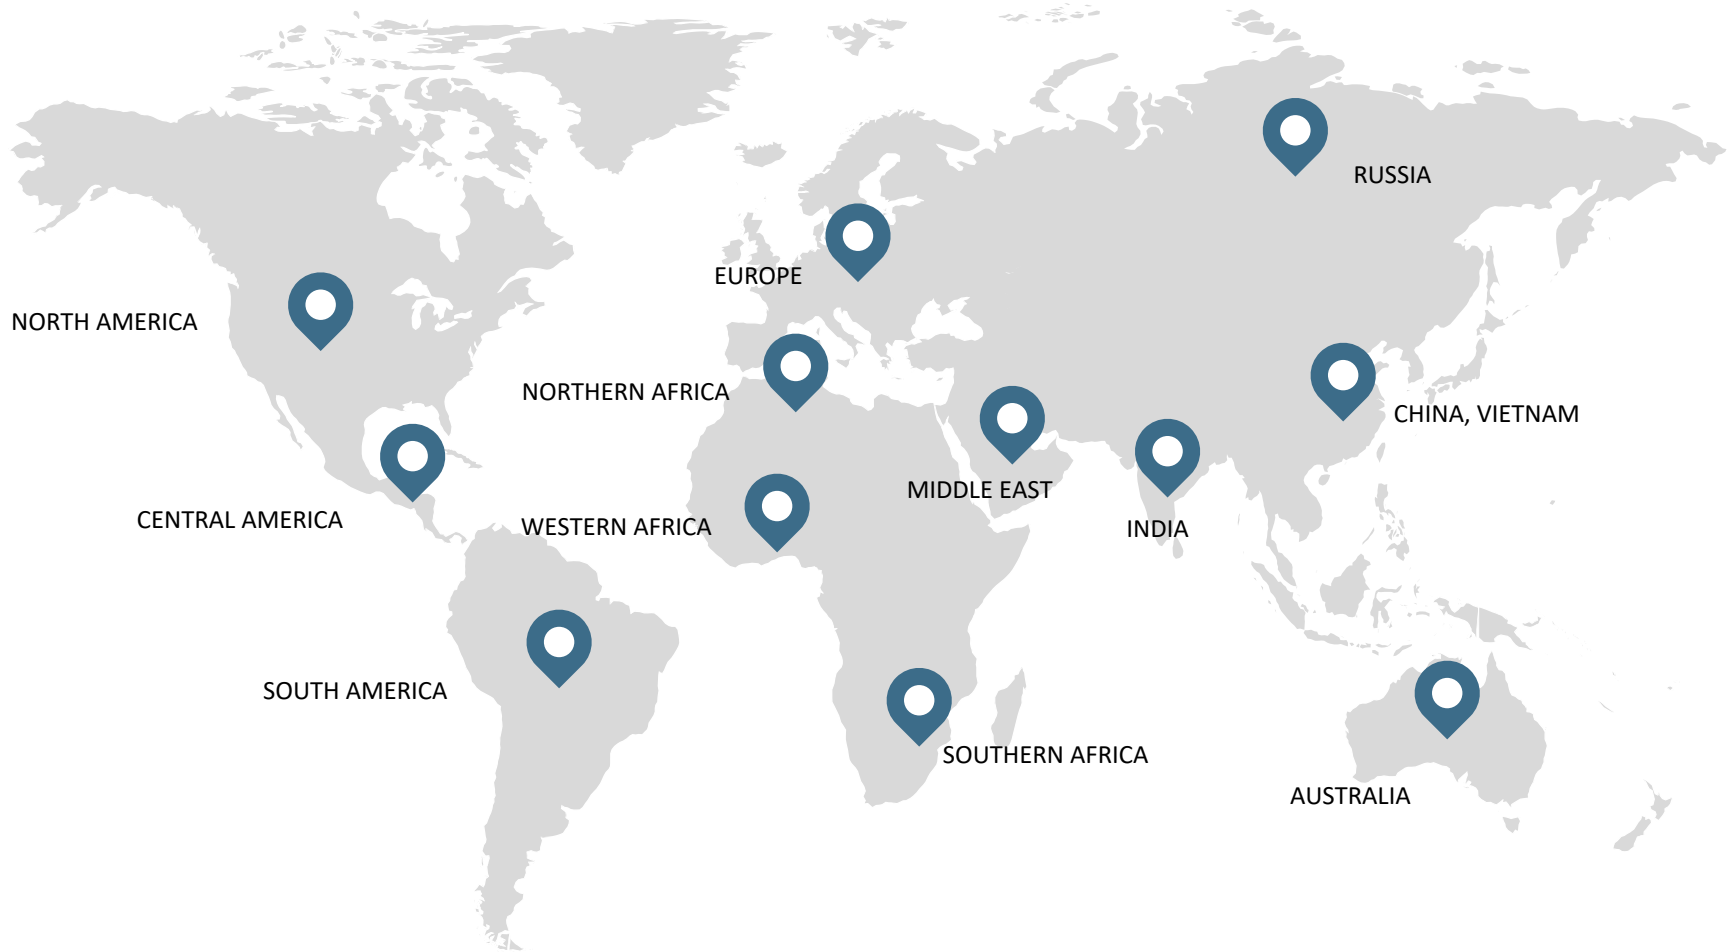 RUSSIA
EUROPE
NORTH AMERICA
NORTHERN AFRICA
CHINA, VIETNAM
MIDDLE EAST
CENTRAL AMERICA
WESTERN AFRICA
INDIA
SOUTH AMERICA
SOUTHERN AFRICA
AUSTRALIA